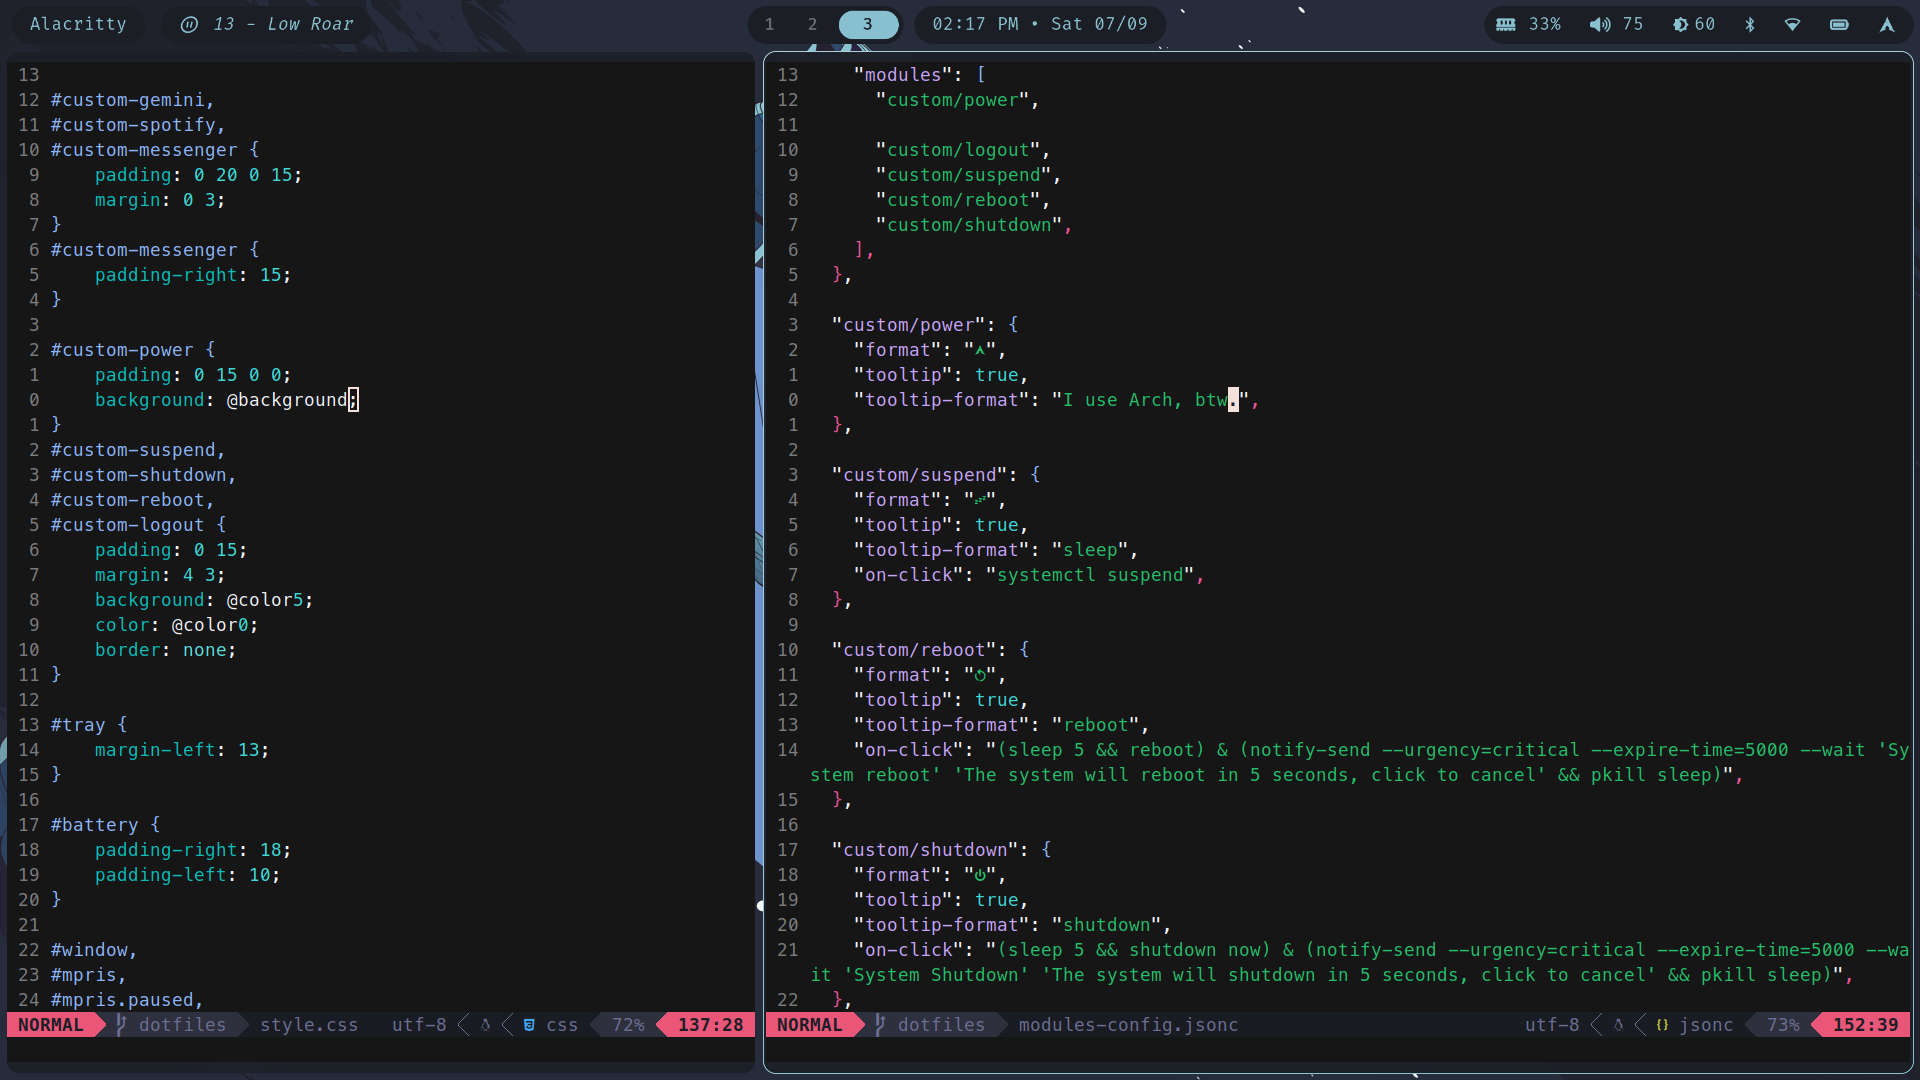 Alacritty
13 - Low Roar
1 2 3
02:17 PM • Sat 07/09
33% 75 60
13
12 #custom-gemini,
11 #custom-spotify,
10 #custom-messenger {
9 padding: 0 20 0 15;
8 margin: 0 3;
7 }
6 #custom-messenger {
5 padding-right: 15;
4 }
3
2 #custom-power {
1 padding: 0 15 0 0;
0 background: @background;
1 }
2 #custom-suspend,
3 #custom-shutdown,
4 #custom-reboot,
5 #custom-logout {
6 padding: 0 15;
7 margin: 4 3;
8 background: @color5;
9 color: @color0;
10 border: none;
11 }
12
13 #tray {
14 margin-left: 13;
15 }
16
17 #battery {
18 padding-right: 18;
19 padding-left: 10;
20 }
21
22 #window,
23 #mpris,
24 #mpris.paused,
NORMAL dotfiles style.css utf-8 css 72% 137:28
13 "modules": [
12 "custom/power",
11
10 "custom/logout",
9 "custom/suspend",
8 "custom/reboot",
7 "custom/shutdown",
6 ],
5 },
4
3 "custom/power": {
2 "format": "",
1 "tooltip": true,
0 "tooltip-format": "I use Arch, btw.",
1 },
2
3 "custom/suspend": {
4 "format": "💤",
5 "tooltip": true,
6 "tooltip-format": "sleep",
7 "on-click": "systemctl suspend",
8 },
9
10 "custom/reboot": {
11 "format": "",
12 "tooltip": true,
13 "tooltip-format": "reboot",
14 "on-click": "(sleep 5 && reboot) & (notify-send --urgency=critical --expire-time=5000 --wait 'Sy
stem reboot' 'The system will reboot in 5 seconds, click to cancel' && pkill sleep)",
15 },
16
17 "custom/shutdown": {
18 "format": "⏻",
19 "tooltip": true,
20 "tooltip-format": "shutdown",
21 "on-click": "(sleep 5 && shutdown now) & (notify-send --urgency=critical --expire-time=5000 --wa
it 'System Shutdown' 'The system will shutdown in 5 seconds, click to cancel' && pkill sleep)",
22 },
NORMAL dotfiles modules-config.jsonc utf-8 {} jsonc 73% 152:39